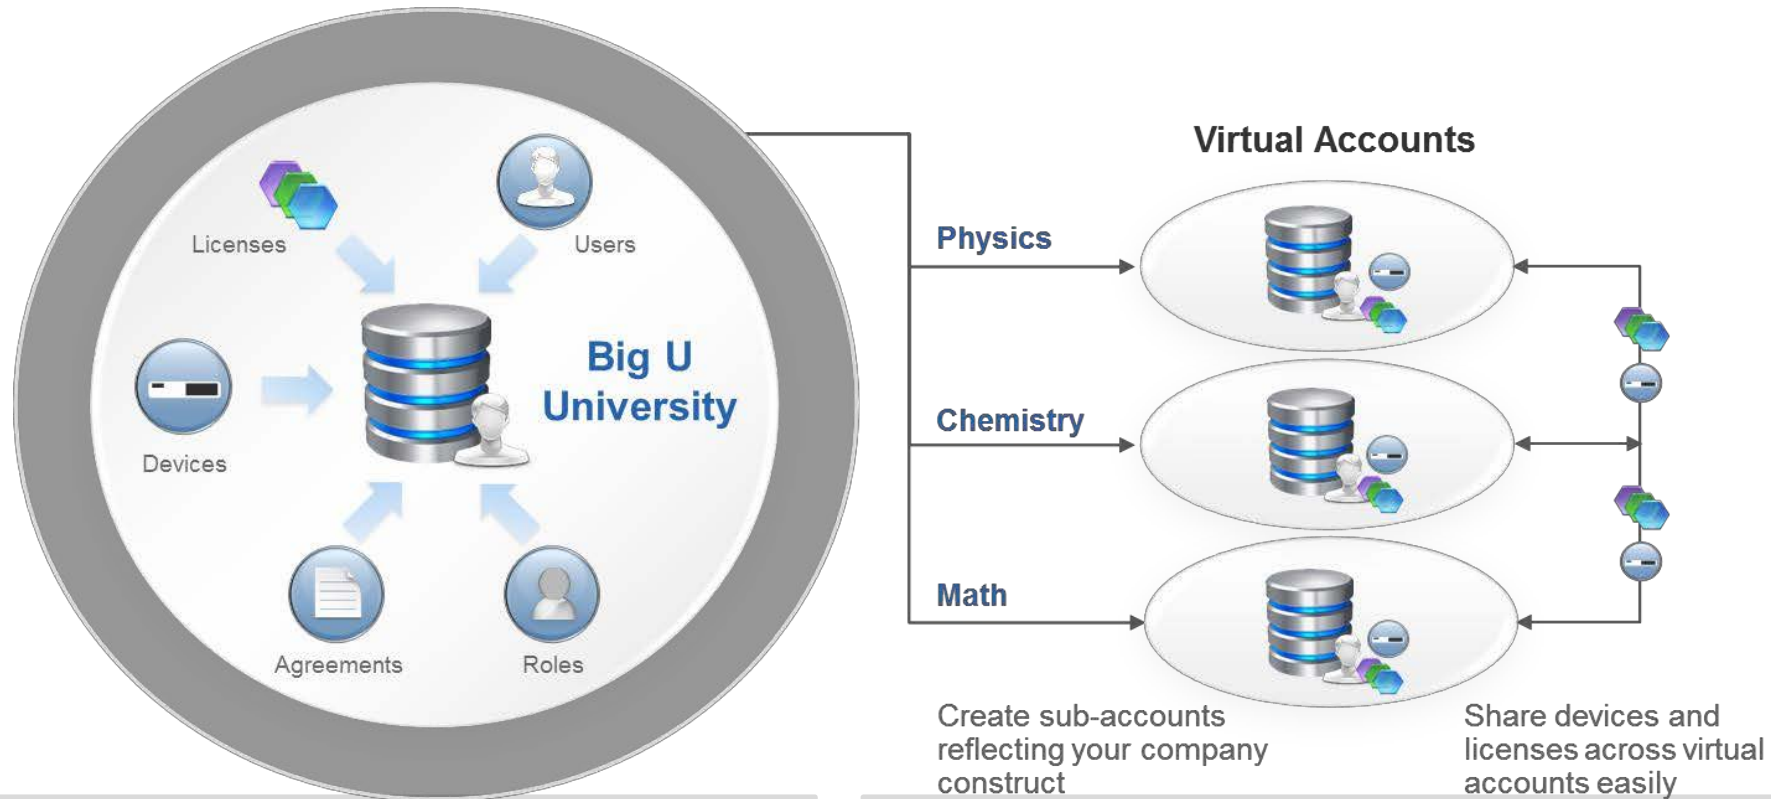 Licenses
Users
Big U
University
Devices
Agreements
Roles
Virtual Accounts
Physics
Chemistry
Math
Create sub-accounts
reflecting your company
construct
Share devices and
licenses across virtual
accounts easily